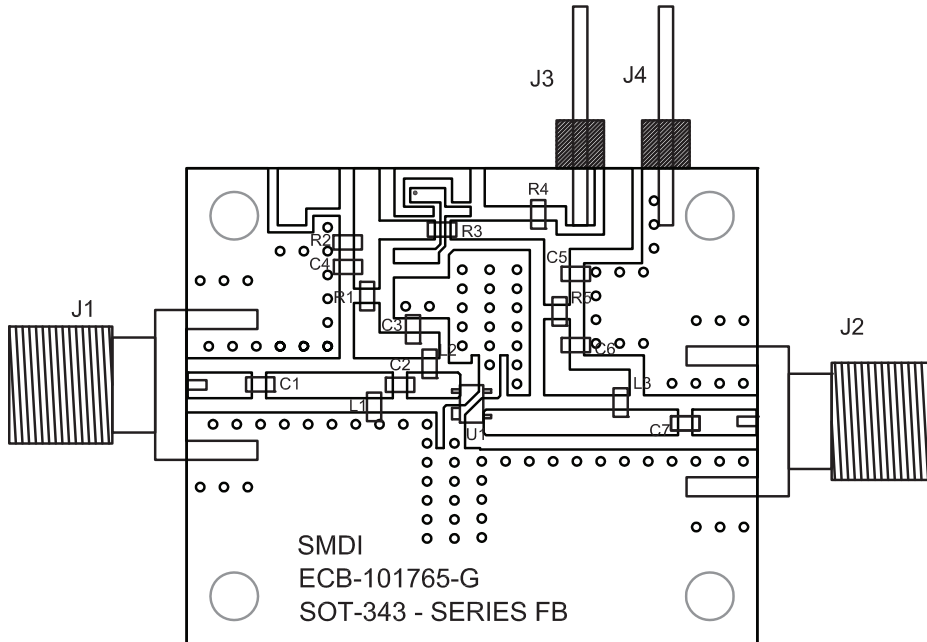 J3
J4
R4
R2
R3
C4
C5
R1
R5
J1
C3
J2
L2
C6
C1
C2
L1
L3
U1
C7
SMDI
ECB-101765-G
SOT-343 - SERIES FB